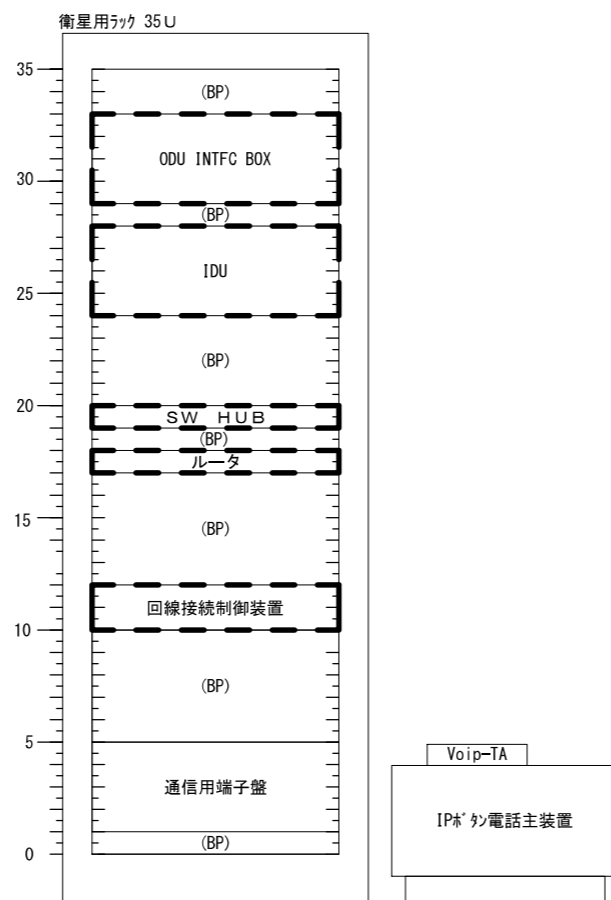 衛星用ﾗｯｸ 35U
35
(BP)
ODU INTFC BOX
30
(BP)
IDU
25
(BP)
20
SW HUB
(BP)
ルータ
15
(BP)
回線接続制御装置
10
(BP)
5
Voip-TA
通信用端子盤
IPﾎﾞﾀﾝ電話主装置
(BP)
0